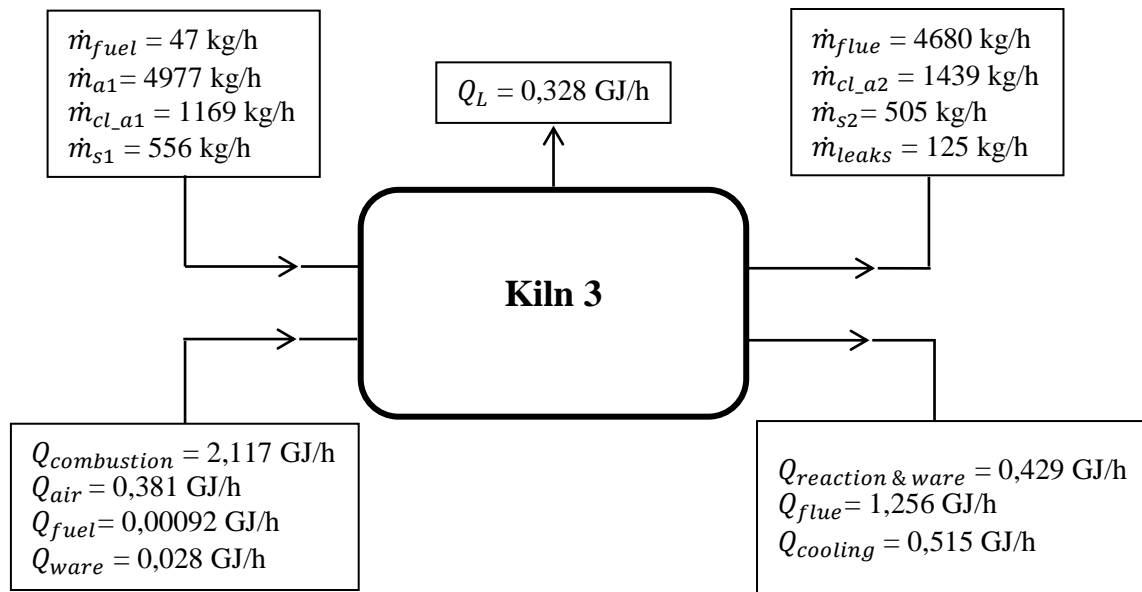 ṁ_fuel = 47 kg/h
ṁ_a1= 4977 kg/h
ṁ_cl_a1 = 1169 kg/h
ṁ_s1 = 556 kg/h
Q_L = 0,328 GJ/h
ṁ_flue = 4680 kg/h
ṁ_cl_a2 = 1439 kg/h
ṁ_s2 = 505 kg/h
ṁ_leaks = 125 kg/h
Kiln 3
Q_combustion = 2,117 GJ/h
Q_air = 0,381 GJ/h
Q_fuel= 0,00092 GJ/h
Q_ware = 0,028 GJ/h
Q_reaction & ware = 0,429 GJ/h
Q_flue= 1,256 GJ/h
Q_cooling = 0,515 GJ/h